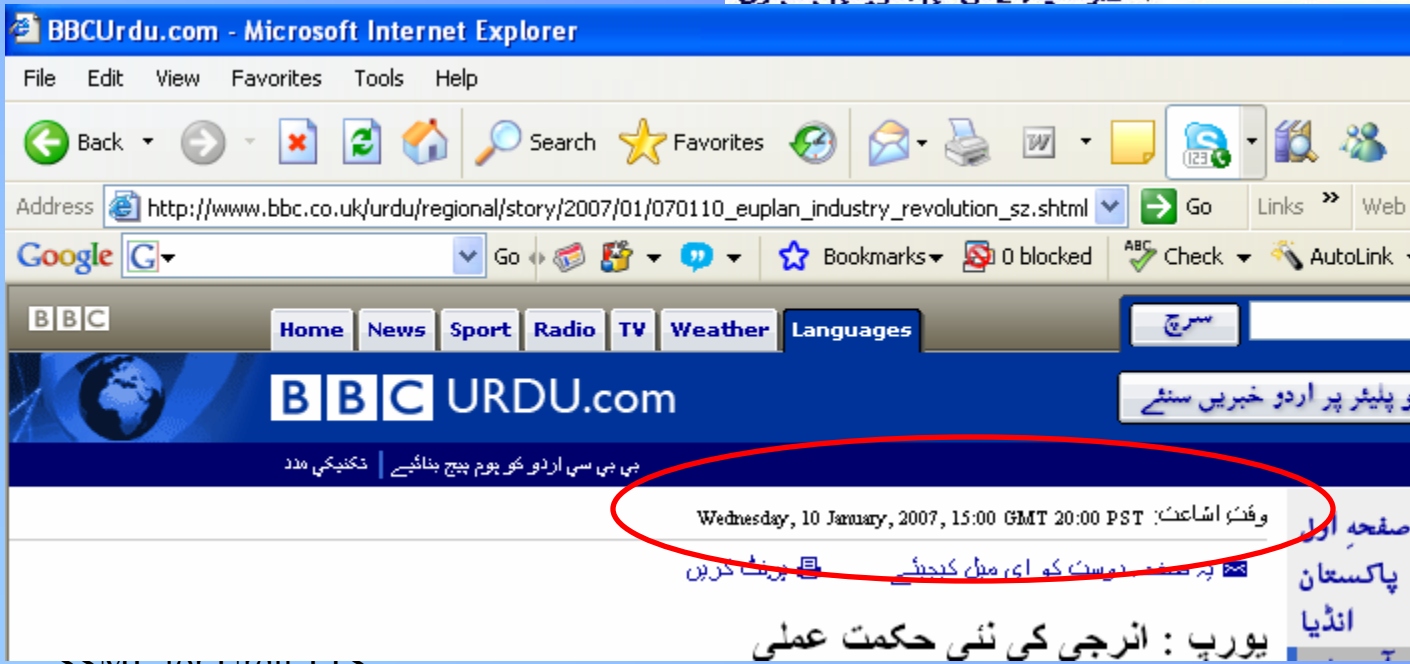 BBCUrdu.com - Microsoft Internet Explorer
File Edit View Favorites Tools Help
Back Search Favorites
Address http://www.bbc.co.uk/urdu/regional/story/2007/01/070110_euplan_industry_revolution_sz.shtml Go Links » Web
Google G Go Bookmarks 0 blocked ABC Check AutoLink
BBC Home News Sport Radio TV Weather Languages سرچ
BBC URDU.com و پلیئر پر اردو خبریں سنئے
بی بی سی اردو کو ہوم پیج بنائیے | تکنیکی مدد
وقتِ اشاعت: Wednesday, 10 January, 2007, 15:00 GMT 20:00 PST
صفحۂ اول
یہ صفحہ دوست کو ای میل کیجیئے پرنٹ کریں
پاکستان
انڈیا
یورپ : انرجی کی نئی حکمت عملی